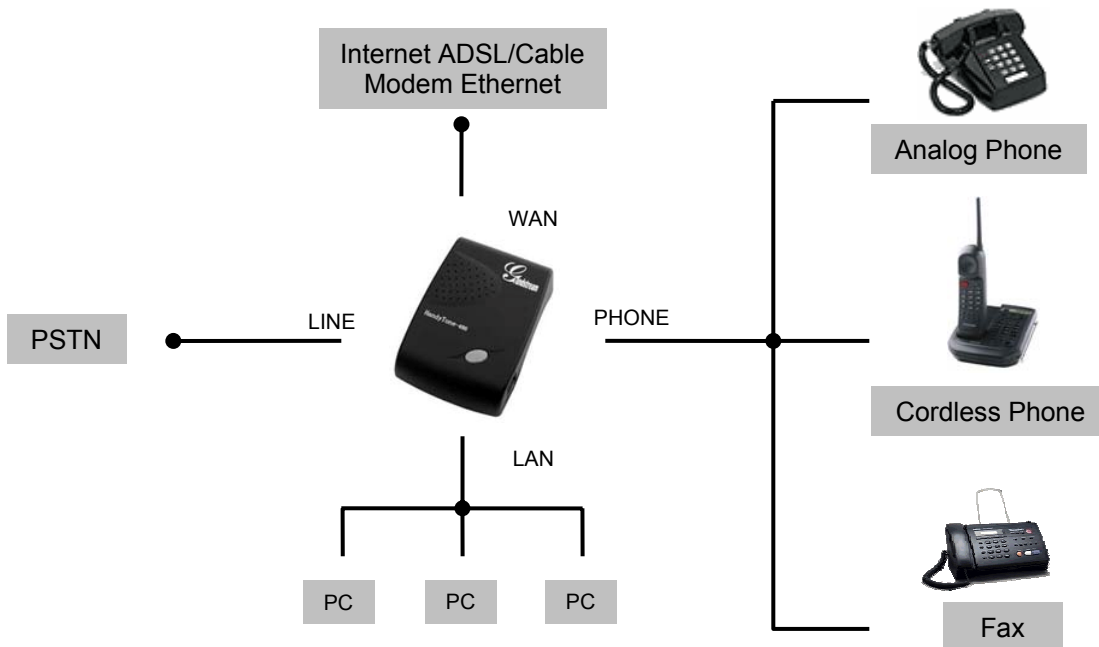 Internet ADSL/Cable
Modem Ethernet
Analog Phone
WAN
PSTN
LINE
PHONE
Cordless Phone
LAN
PC
PC
PC
Fax